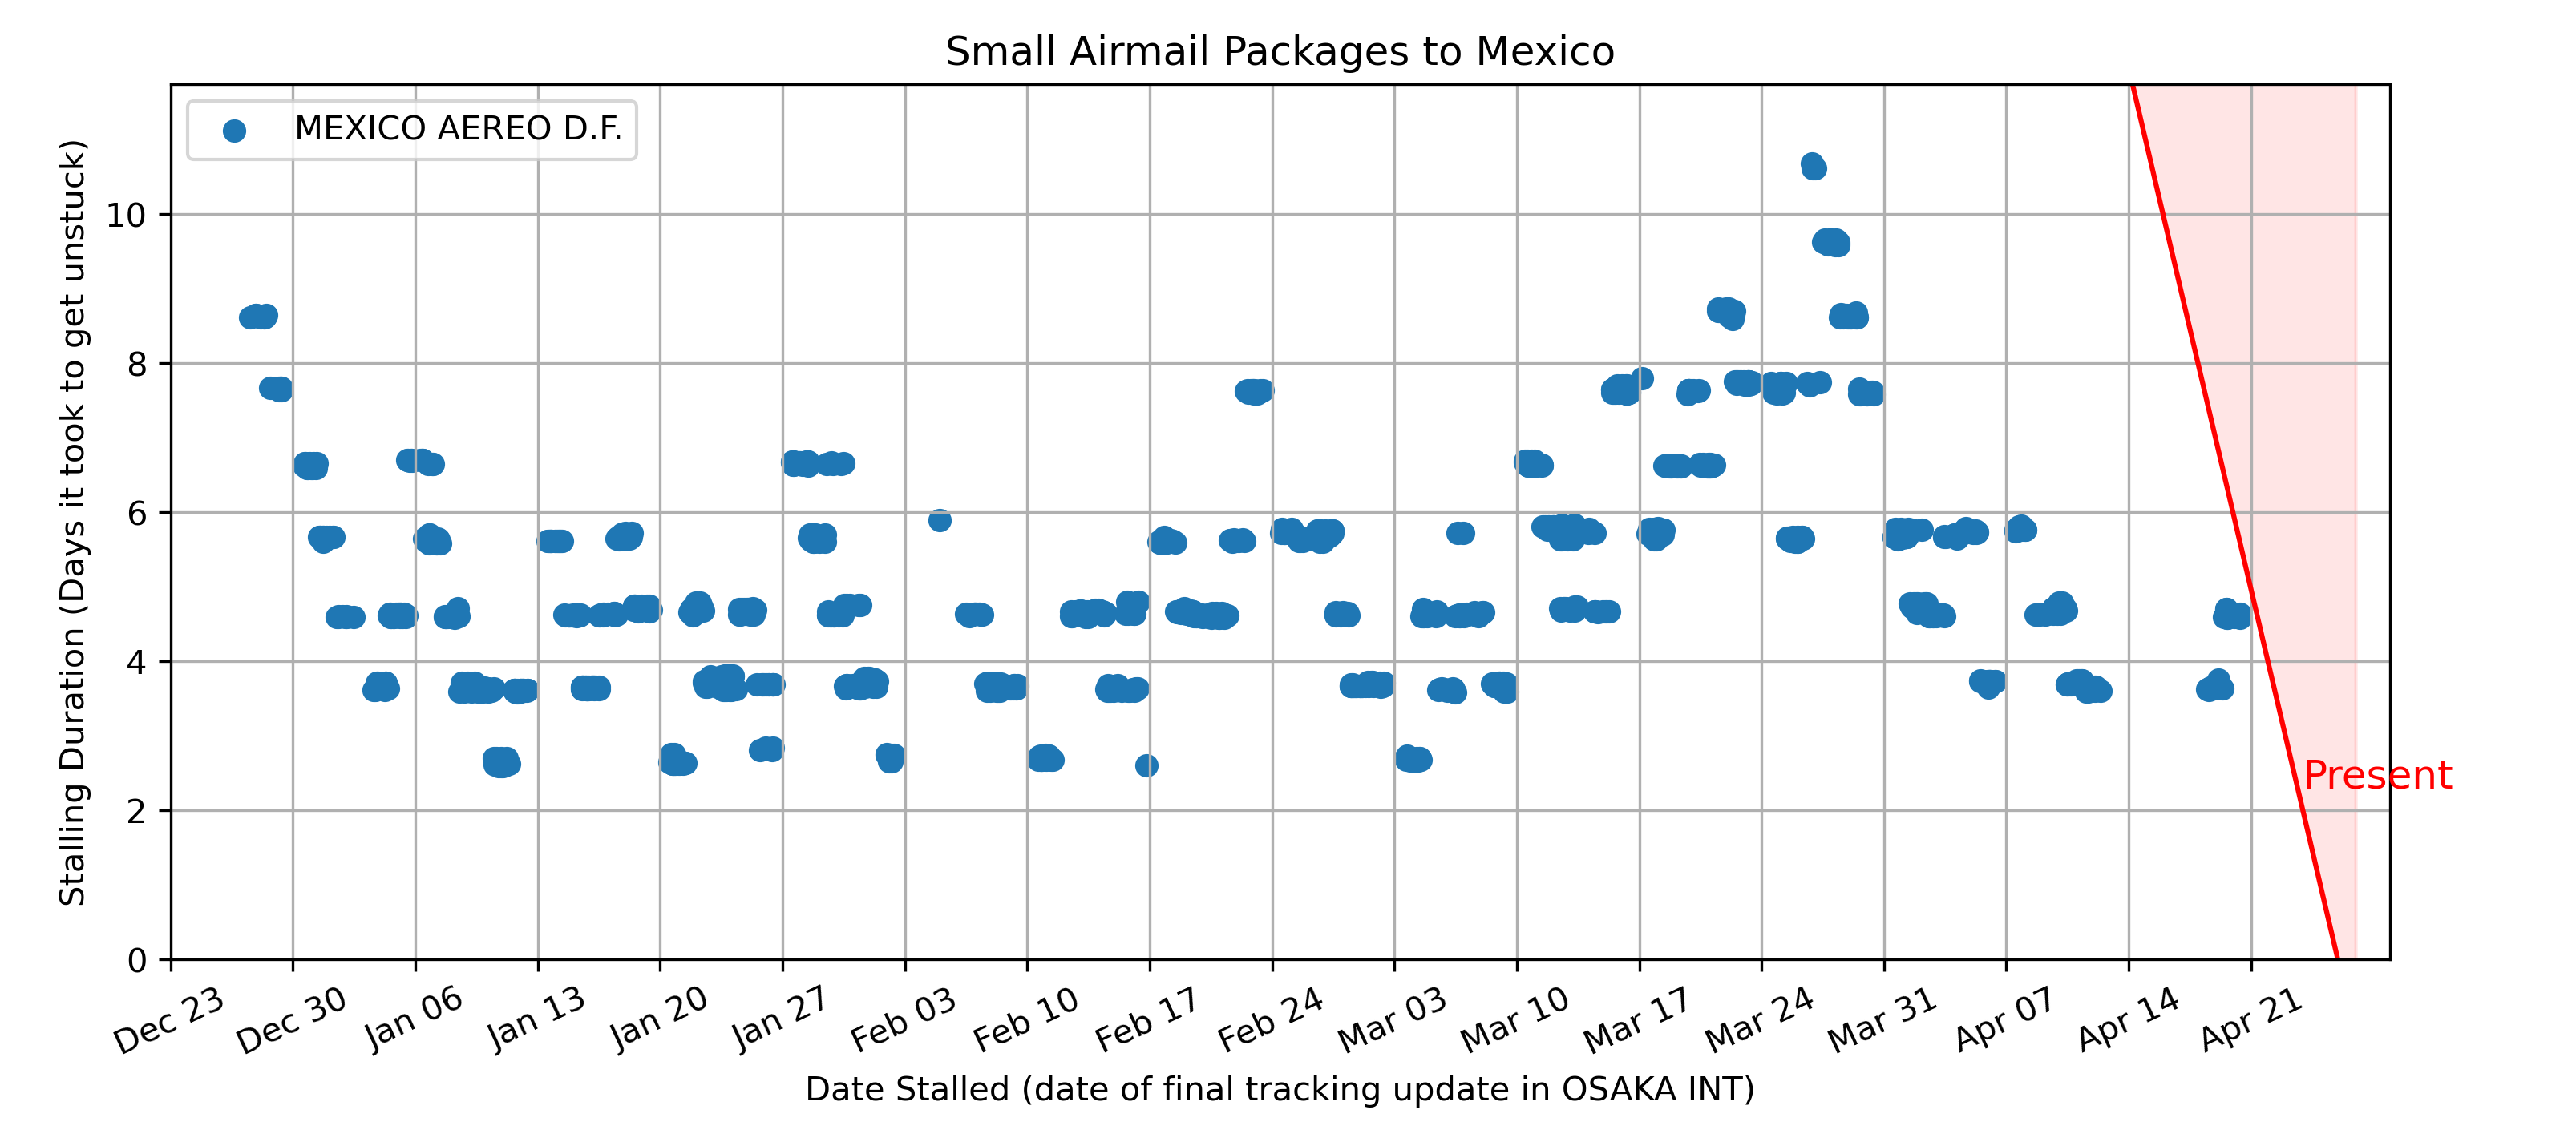 Small Airmail Packages to Mexico
MEXICO AEREO D.F.
Stalling Duration (Days it took to get unstuck)
10
8
6
4
2
0
Present
Dec 23
Dec 30
Jan 06
Jan 13
Jan 20
Jan 27
Feb 03
Feb 10
Feb 17
Feb 24
Mar 03
Mar 10
Mar 17
Mar 24
Mar 31
Apr 07
Apr 14
Apr 21
Date Stalled (date of final tracking update in OSAKA INT)